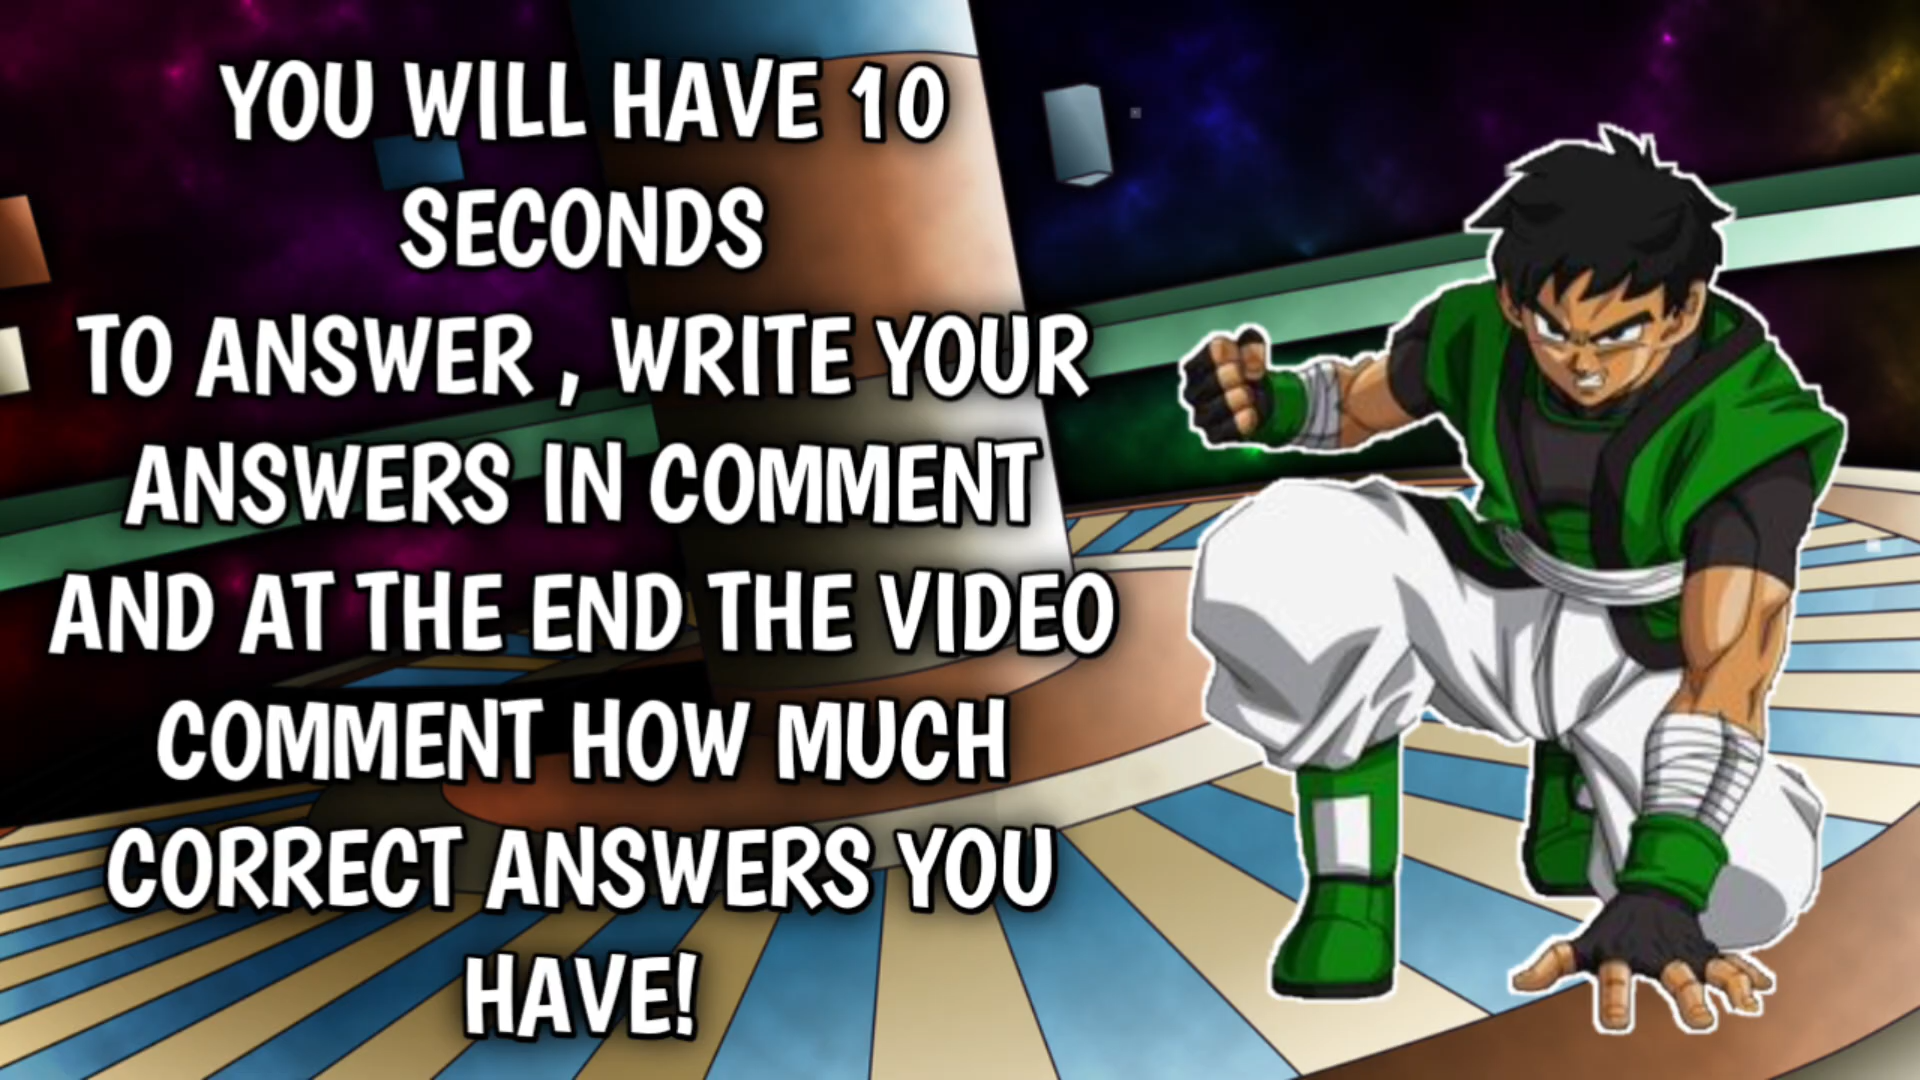 YOU WILL HAVE 10
SECONDS
TO ANSWER , WRITE YOUR
ANSWERS IN COMMENT
AND AT THE END THE VIDEO
COMMENT HOW MUCH
CORRECT ANSWERS YOU
HAVE!